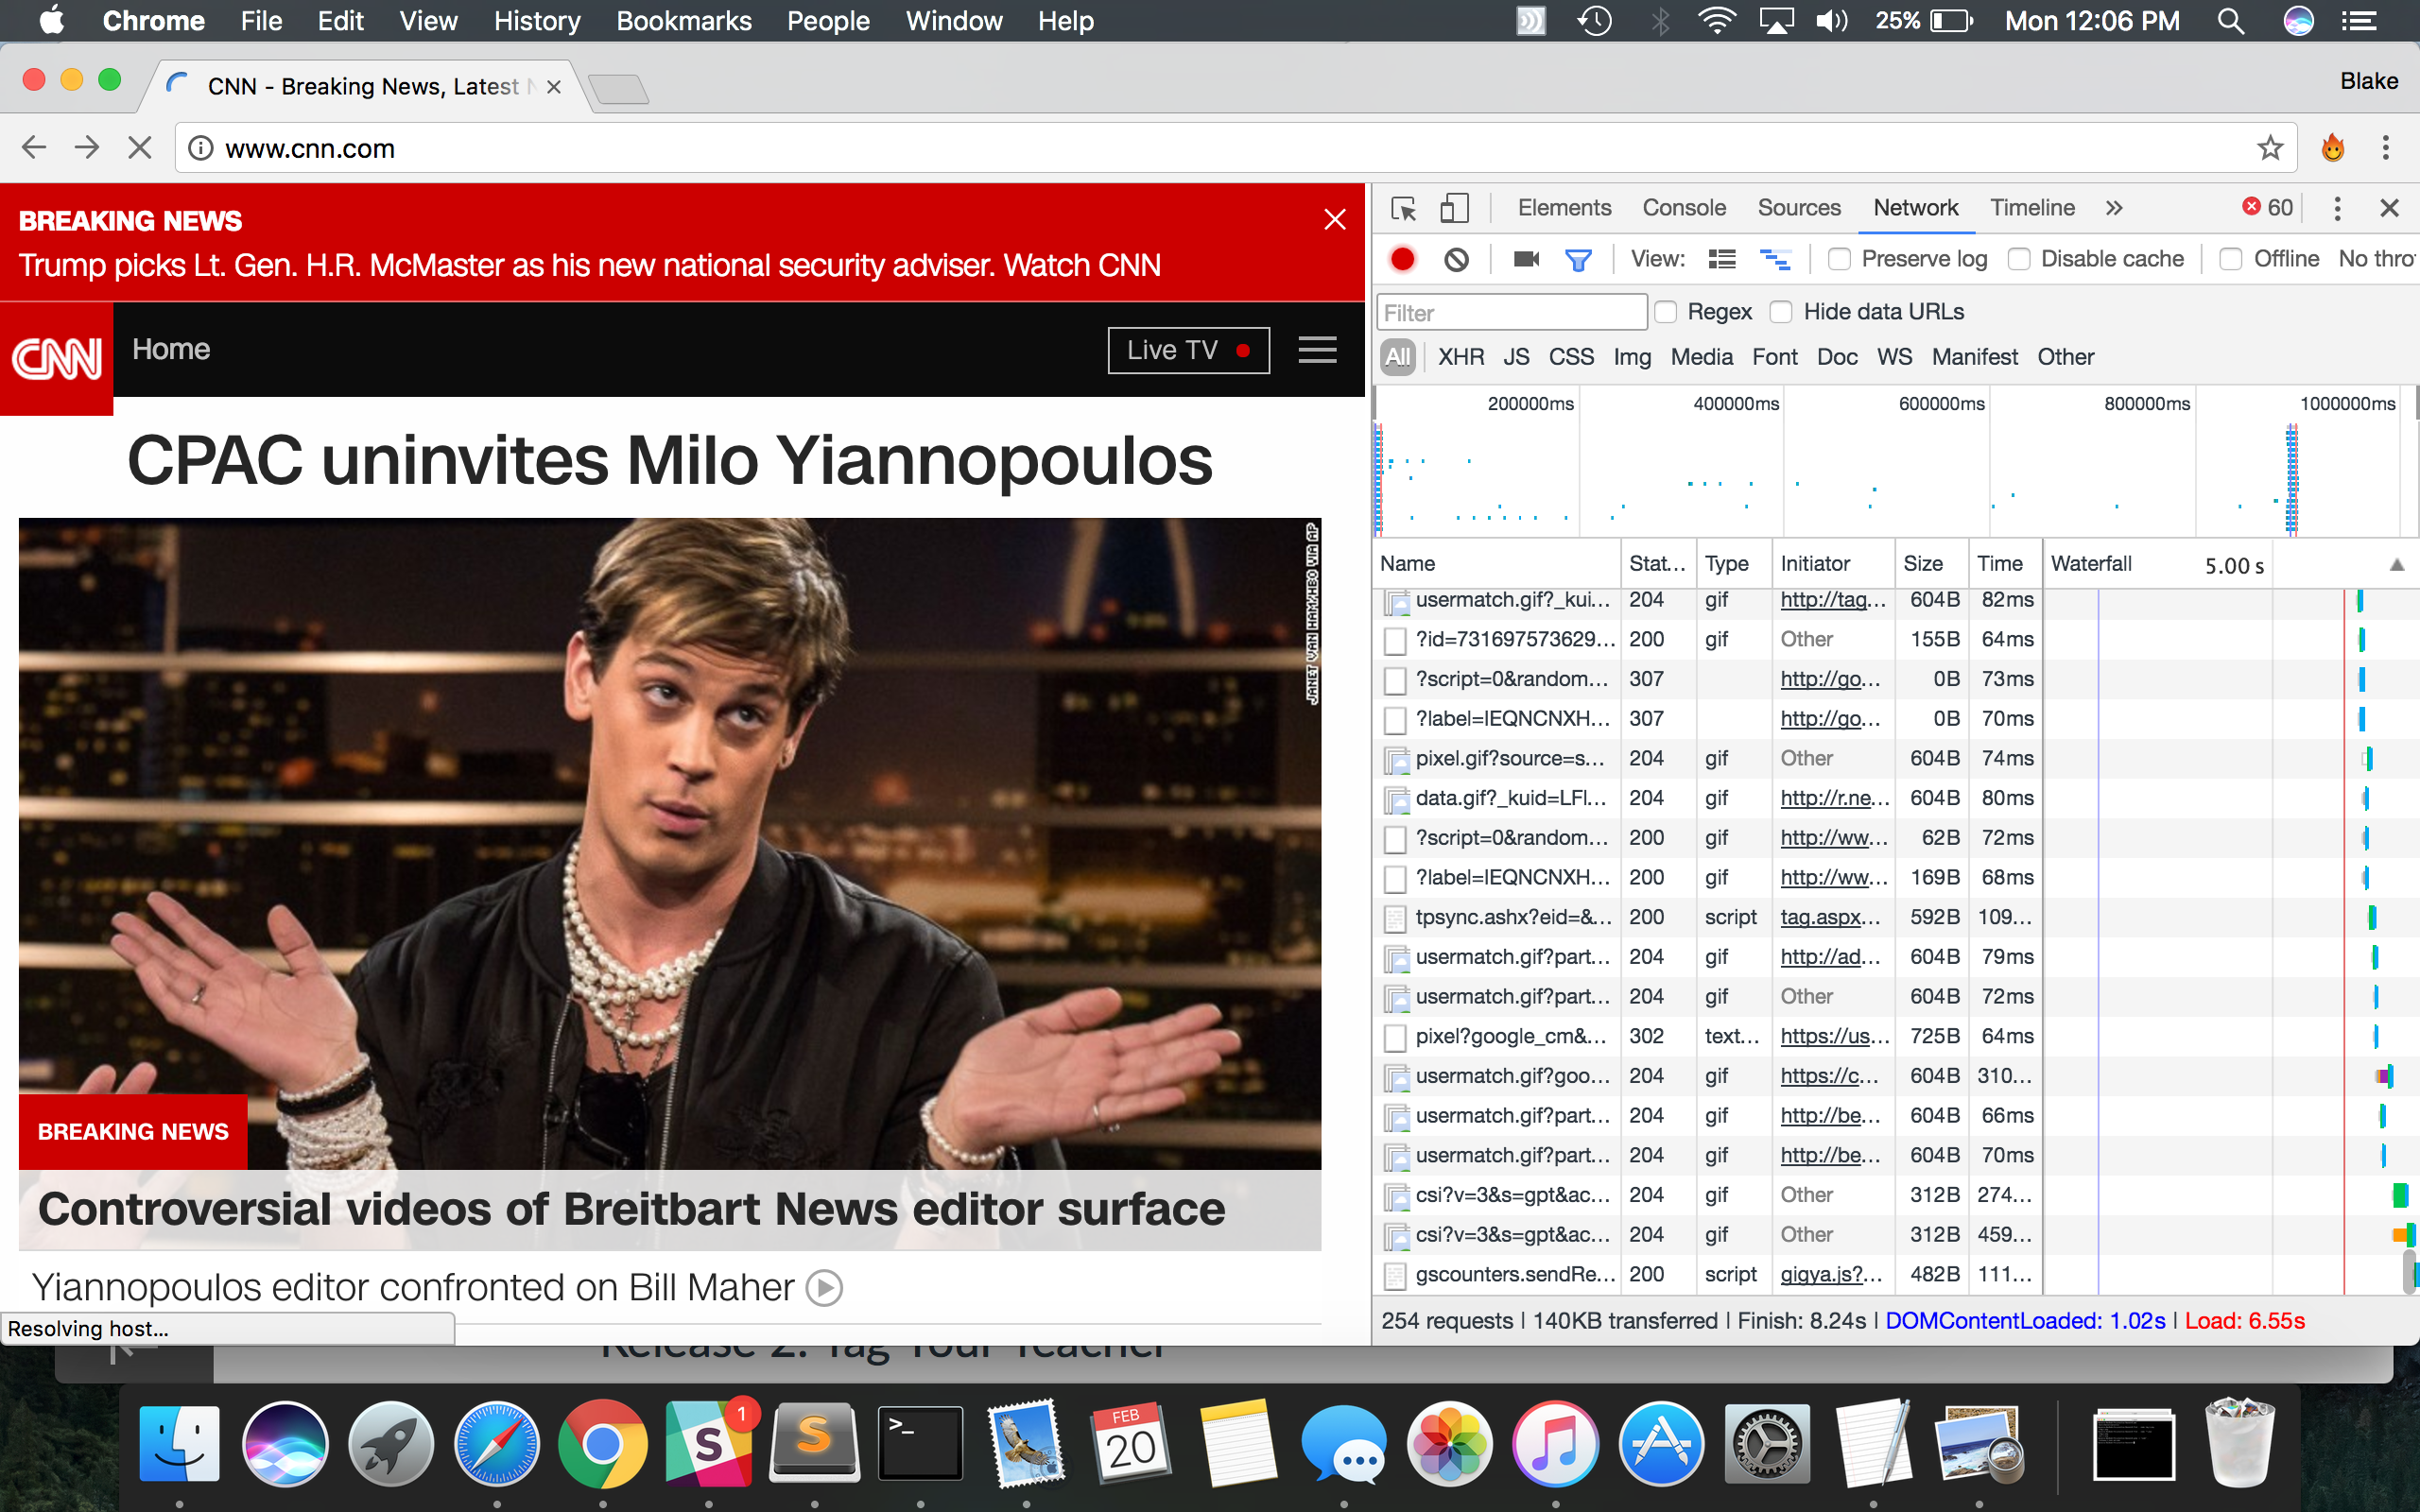 Chrome File Edit View History Bookmarks People Window Help 25% Mon 12:06 PM
CNN - Breaking News, Latest N
Blake
www.cnn.com
BREAKING NEWS
Trump picks Lt. Gen. H.R. McMaster as his new national security adviser. Watch CNN
CNN Home Live TV
CPAC uninvites Milo Yiannopoulos
JANET VAN HAM/HBO VIA AP
BREAKING NEWS
Controversial videos of Breitbart News editor surface
Yiannopoulos editor confronted on Bill Maher
Resolving host...
Release 2: Tag Your Teacher
Elements Console Sources Network Timeline » 60
View: Preserve log Disable cache Offline No thro
Filter Regex Hide data URLs
All XHR JS CSS Img Media Font Doc WS Manifest Other
200000ms 400000ms 600000ms 800000ms 1000000ms
Name Stat... Type Initiator Size Time Waterfall 5.00 s
usermatch.gif?_kui... 204 gif http://tag... 604B 82ms
?id=731697573629... 200 gif Other 155B 64ms
?script=0&random... 307 http://go... 0B 73ms
?label=IEQNCNXH... 307 http://go... 0B 70ms
pixel.gif?source=s... 204 gif Other 604B 74ms
data.gif?_kuid=LFI... 204 gif http://r.ne... 604B 80ms
?script=0&random... 200 gif http://ww... 62B 72ms
?label=IEQNCNXH... 200 gif http://ww... 169B 68ms
tpsync.ashx?eid=&... 200 script tag.aspx... 592B 109...
usermatch.gif?part... 204 gif http://ad... 604B 79ms
usermatch.gif?part... 204 gif Other 604B 72ms
pixel?google_cm&... 302 text... https://us... 725B 64ms
usermatch.gif?goo... 204 gif https://c... 604B 310...
usermatch.gif?part... 204 gif http://be... 604B 66ms
usermatch.gif?part... 204 gif http://be... 604B 70ms
csi?v=3&s=gpt&ac... 204 gif Other 312B 274...
csi?v=3&s=gpt&ac... 204 gif Other 312B 459...
gscounters.sendRe... 200 script gigya.js?... 482B 111...
254 requests | 140KB transferred | Finish: 8.24s | DOMContentLoaded: 1.02s | Load: 6.55s
1
S
S
>_
FEB
20